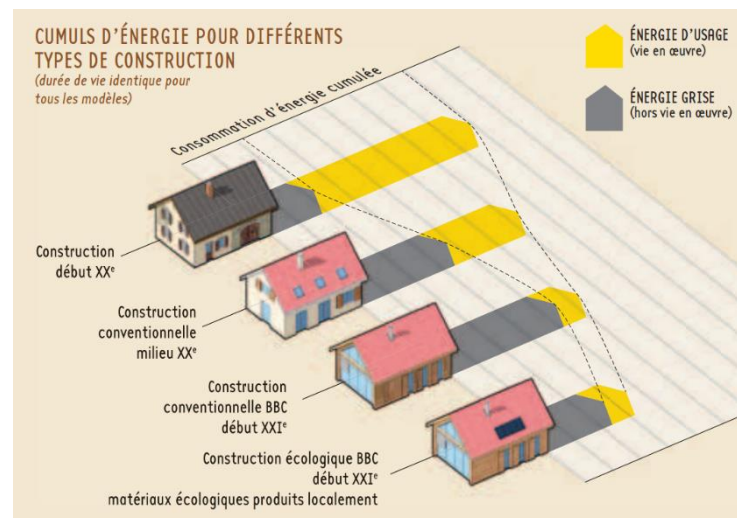 CUMULS D'ÉNERGIE POUR DIFFÉRENTS
TYPES DE CONSTRUCTION
(durée de vie identique pour
tous les modèles)
ÉNERGIE D'USAGE
(vie en œuvre)
ÉNERGIE GRISE
(hors vie en œuvre)
Consommation d'énergie cumulée
Construction
début XXᵉ
Construction
conventionnelle
milieu XXᵉ
Construction
conventionnelle BBC
début XXIᵉ
Construction écologique BBC
début XXIᵉ
matériaux écologiques produits localement